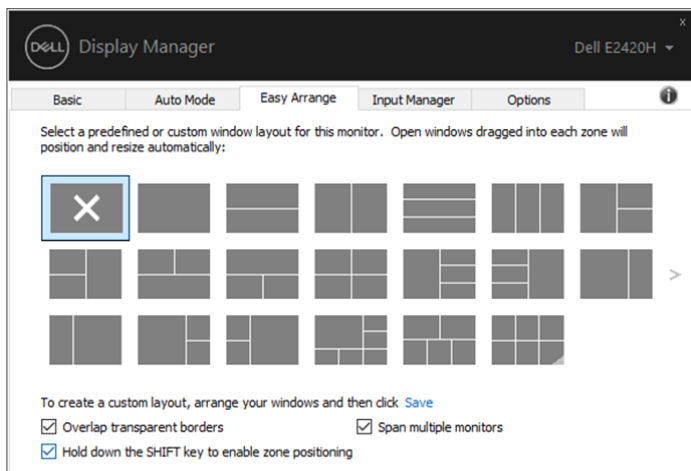 x
DELL Display Manager Dell E2420H
Basic Auto Mode Easy Arrange Input Manager Options i
Select a predefined or custom window layout for this monitor. Open windows dragged into each zone will
position and resize automatically:
To create a custom layout, arrange your windows and then click Save
Overlap transparent borders Span multiple monitors
Hold down the SHIFT key to enable zone positioning